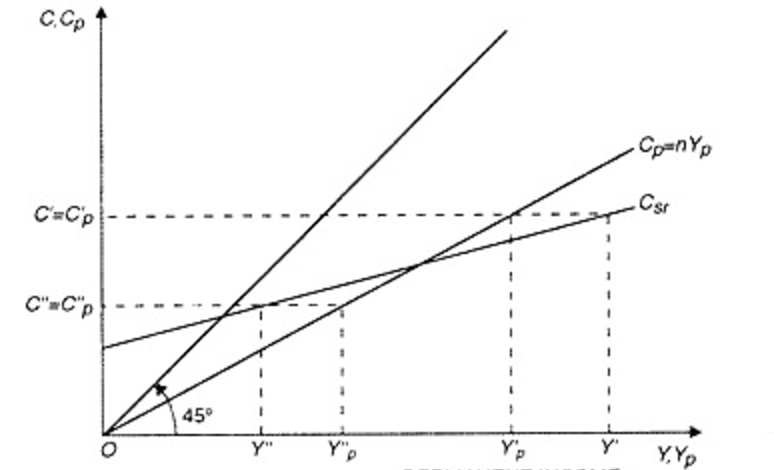 C,Cp
Cp=nYp
Csr
C'=C'p
C"=C"p
45°
O
Y"
Y"p
Y'p
Y'
Y,Yp